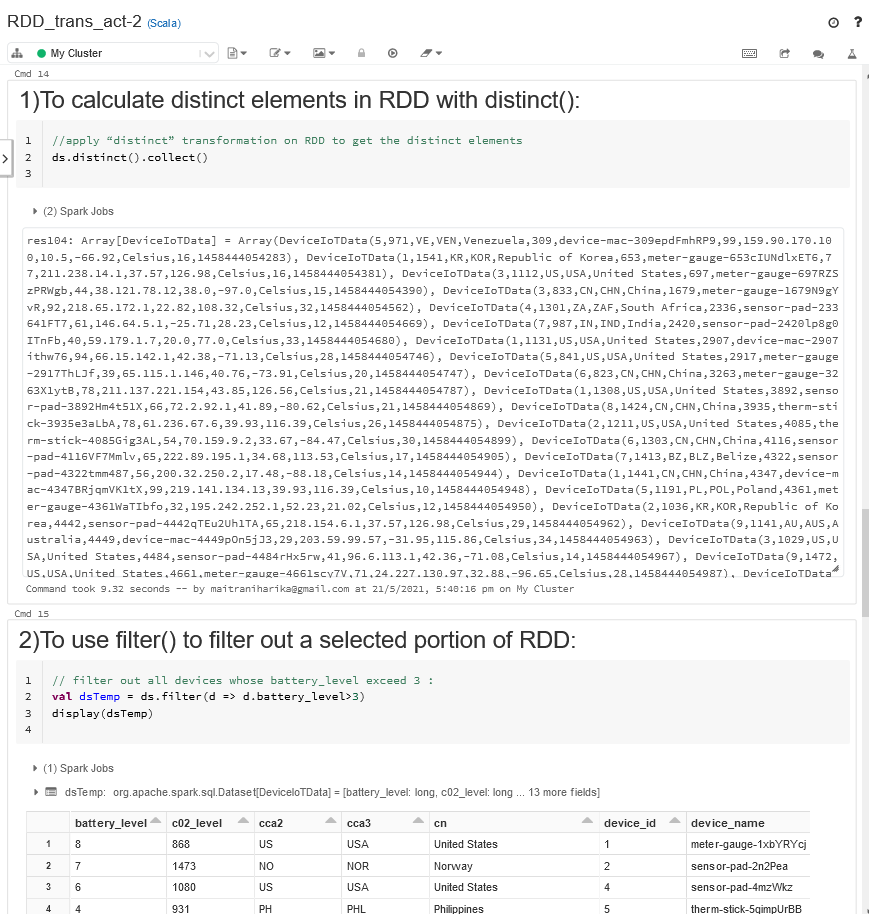 RDD_trans_act-2 (Scala)
My Cluster
Cmd 14
1)To calculate distinct elements in RDD with distinct():
1 //apply “distinct” transformation on RDD to get the distinct elements
2 ds.distinct().collect()
3
(2) Spark Jobs
res104: Array[DeviceIoTData] = Array(DeviceIoTData(5,971,VE,VEN,Venezuela,309,device-mac-309epdFmhRP9,99,159.90.170.10
0,10.5,-66.92,Celsius,16,1458444054283), DeviceIoTData(1,1541,KR,KOR,Republic of Korea,653,meter-gauge-653cIUNdlxET6,7
7,211.238.14.1,37.57,126.98,Celsius,16,1458444054381), DeviceIoTData(3,1112,US,USA,United States,697,meter-gauge-697RZS
zPRWgb,44,38.121.78.12,38.0,-97.0,Celsius,15,1458444054390), DeviceIoTData(3,833,CN,CHN,China,1679,meter-gauge-1679N9gY
vR,92,218.65.172.1,22.82,108.32,Celsius,32,1458444054562), DeviceIoTData(4,1301,ZA,ZAF,South Africa,2336,sensor-pad-233
641FT7,61,146.64.5.1,-25.71,28.23,Celsius,12,1458444054669), DeviceIoTData(7,987,IN,IND,India,2420,sensor-pad-2420lp8g0
ITnFb,40,59.179.1.7,20.0,77.0,Celsius,33,1458444054680), DeviceIoTData(1,1131,US,USA,United States,2907,device-mac-2907
ithw76,94,66.15.142.1,42.38,-71.13,Celsius,28,1458444054746), DeviceIoTData(5,841,US,USA,United States,2917,meter-gauge
-2917ThLJf,39,65.115.1.146,40.76,-73.91,Celsius,20,1458444054747), DeviceIoTData(6,823,CN,CHN,China,3263,meter-gauge-32
63XlytB,78,211.137.221.154,43.85,126.56,Celsius,21,1458444054787), DeviceIoTData(1,1308,US,USA,United States,3892,senso
r-pad-3892Hm4t51X,66,72.2.92.1,41.89,-80.62,Celsius,21,1458444054869), DeviceIoTData(8,1424,CN,CHN,China,3935,therm-sti
ck-3935e3aLbA,78,61.236.67.6,39.93,116.39,Celsius,26,1458444054875), DeviceIoTData(2,1211,US,USA,United States,4085,the
rm-stick-4085Gig3AL,54,70.159.9.2,33.67,-84.47,Celsius,30,1458444054899), DeviceIoTData(6,1303,CN,CHN,China,4116,sensor
-pad-4116VF7Mmlv,65,222.89.195.1,34.68,113.53,Celsius,17,1458444054905), DeviceIoTData(7,1413,BZ,BLZ,Belize,4322,sensor
-pad-4322tmm487,56,200.32.250.2,17.48,-88.18,Celsius,14,1458444054944), DeviceIoTData(1,1441,CN,CHN,China,4347,device-m
ac-4347BRjqmVK1tX,99,219.141.134.13,39.93,116.39,Celsius,10,1458444054948), DeviceIoTData(5,1191,PL,POL,Poland,4361,met
er-gauge-4361WaTIbfo,32,195.242.252.1,52.23,21.02,Celsius,12,1458444054950), DeviceIoTData(2,1036,KR,KOR,Republic of Ko
rea,4442,sensor-pad-4442qTEu2Uh1TA,65,218.154.6.1,37.57,126.98,Celsius,29,1458444054962), DeviceIoTData(9,1141,AU,AUS,A
ustralia,4449,device-mac-4449pOn5jJ3,29,203.59.99.57,-31.95,115.86,Celsius,34,1458444054963), DeviceIoTData(3,1029,US,U
SA,United States,4484,sensor-pad-4484rHx5rw,41,96.6.113.1,42.36,-71.08,Celsius,14,1458444054967), DeviceIoTData(9,1472,
US,USA,United States,4661,meter-gauge-4661scy7V,71,24.227.130.97,32.88,-96.65,Celsius,28,1458444054987), DeviceIoTData
Command took 9.32 seconds -- by maitraniharika@gmail.com at 21/5/2021, 5:40:16 pm on My Cluster
Cmd 15
2)To use filter() to filter out a selected portion of RDD:
1 // filter out all devices whose battery_level exceed 3 :
2 val dsTemp = ds.filter(d => d.battery_level>3)
3 display(dsTemp)
4
(1) Spark Jobs
dsTemp: org.apache.spark.sql.Dataset[DeviceIoTData] = [battery_level: long, c02_level: long ... 13 more fields]
battery_level c02_level cca2 cca3 cn device_id device_name
1 8 868 US USA United States 1 meter-gauge-1xbYRYcj
2 7 1473 NO NOR Norway 2 sensor-pad-2n2Pea
3 6 1080 US USA United States 4 sensor-pad-4mzWkz
4 4 931 PH PHL Philippines 5 therm-stick-5gimpUrBB